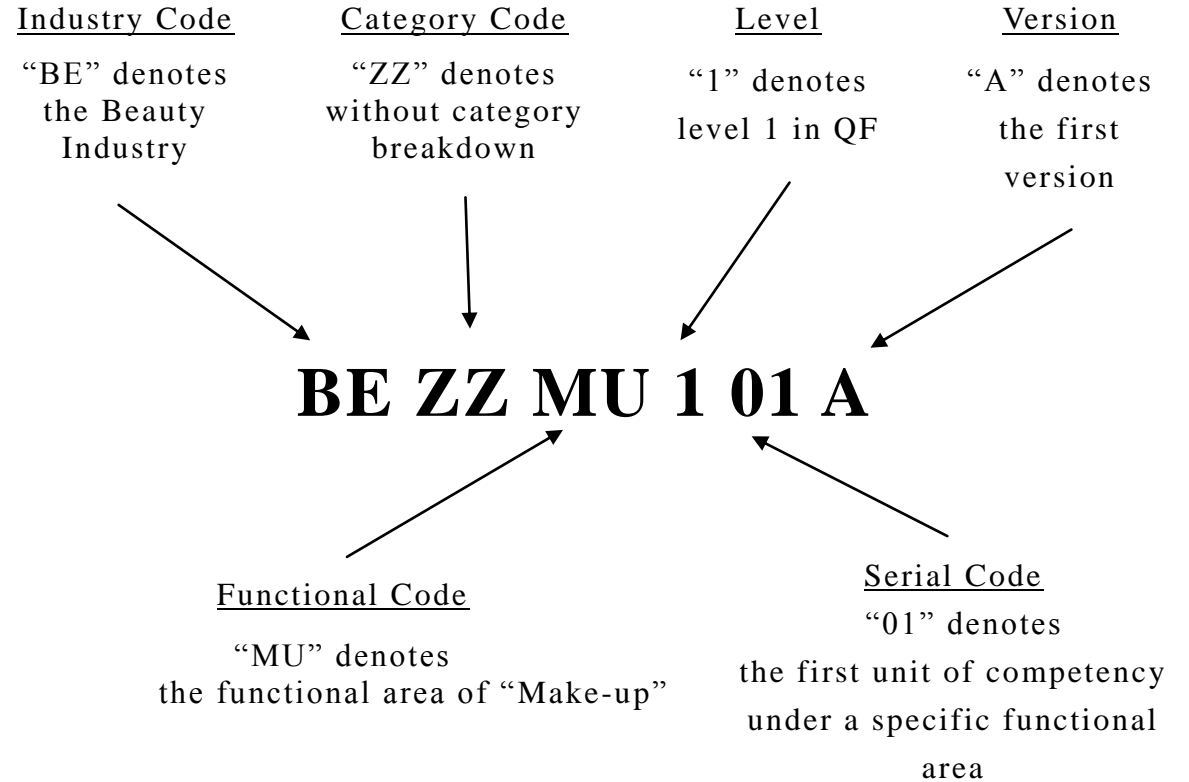 Industry Code
“BE” denotes
the Beauty
Industry
Category Code
“ZZ” denotes
without category
breakdown
Level
“1” denotes
level 1 in QF
Version
“A” denotes
the first
version
BE ZZ MU 1 01 A
Functional Code
“MU” denotes
the functional area of “Make-up”
Serial Code
“01” denotes
the first unit of competency
under a specific functional
area